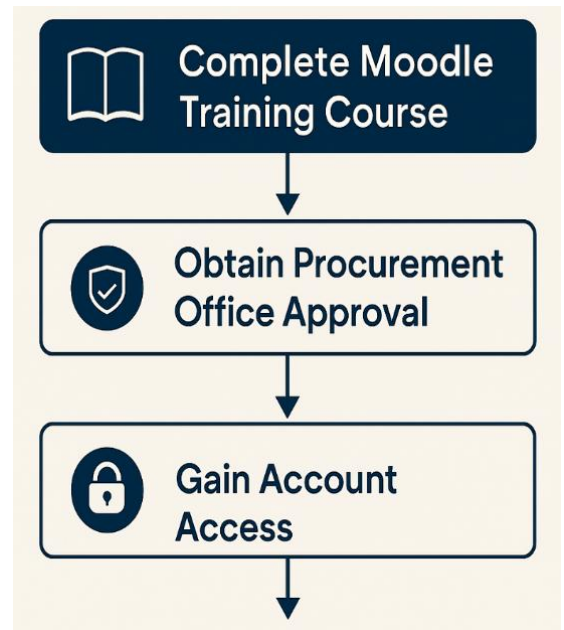 Complete Moodle
Training Course
Obtain Procurement
Office Approval
Gain Account
Access